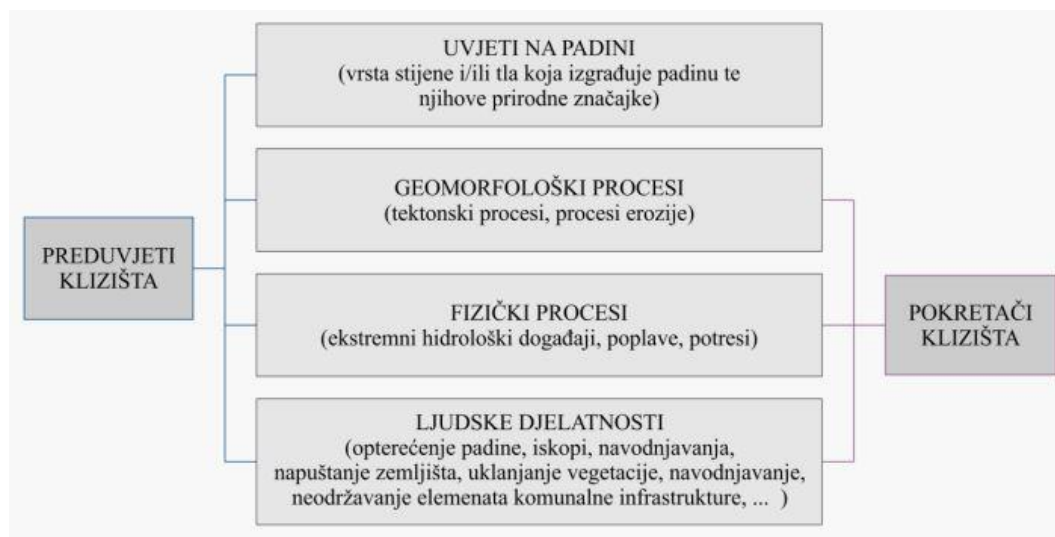 UVJETI NA PADINI
(vrsta stijene i/ili tla koja izgrađuje padinu te
njihove prirodne značajke)
GEOMORFOLOŠKI PROCESI
(tektonski procesi, procesi erozije)
PREDUVJETI
KLIZIŠTA
FIZIČKI PROCESI
(ekstremni hidrološki događaji, poplave, potresi)
POKRETAČI
KLIZIŠTA
LJUDSKE DJELATNOSTI
(opterećenje padine, iskopi, navodnjavanja,
napuštanje zemljišta, uklanjanje vegetacije, navodnjavanje,
neodržavanje elemenata komunalne infrastrukture, ... )